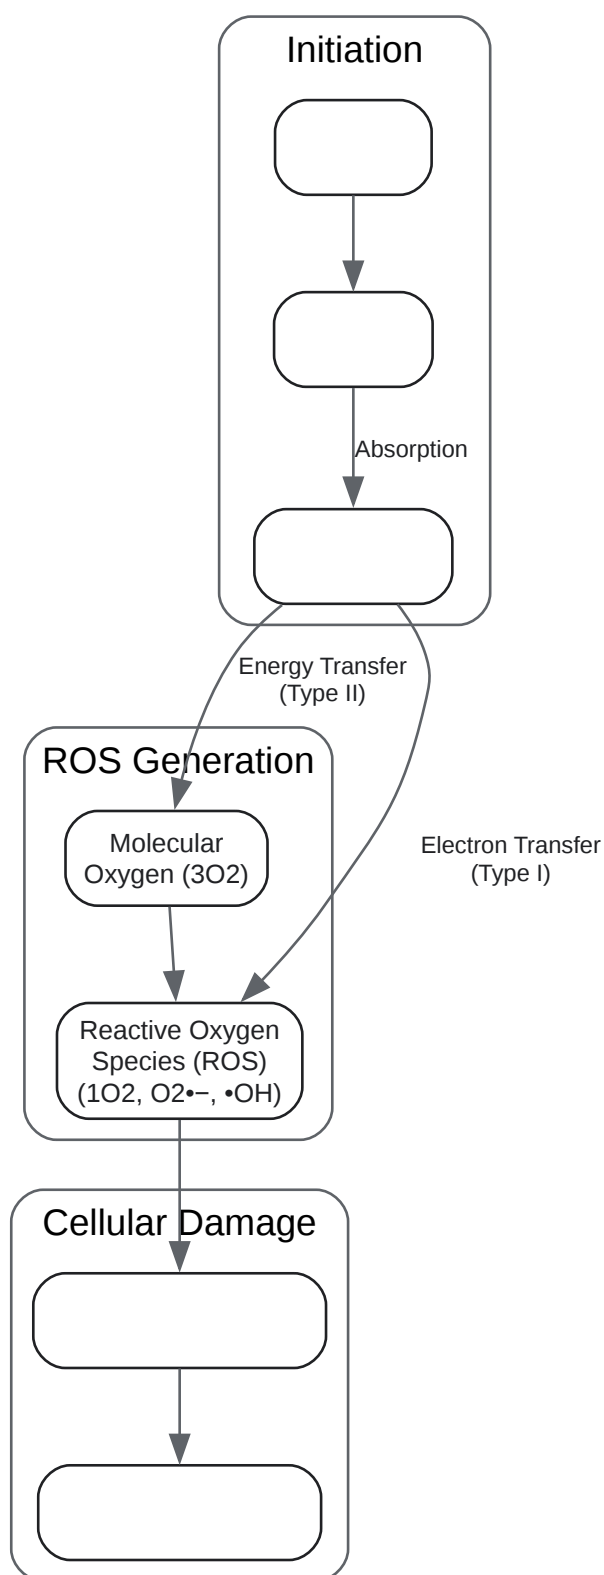 Initiation
Absorption
Energy Transfer
(Type II)
ROS Generation
Molecular
Oxygen (3O2)
Electron Transfer
(Type I)
Reactive Oxygen
Species (ROS)
(1O2, O2•−, •OH)
Cellular Damage